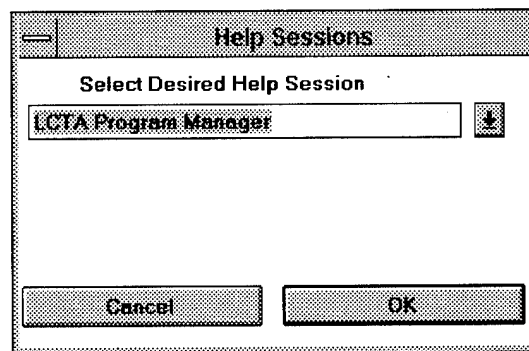 Help Sessions
Select Desired Help Session
LCTA Program Manager
Cancel OK